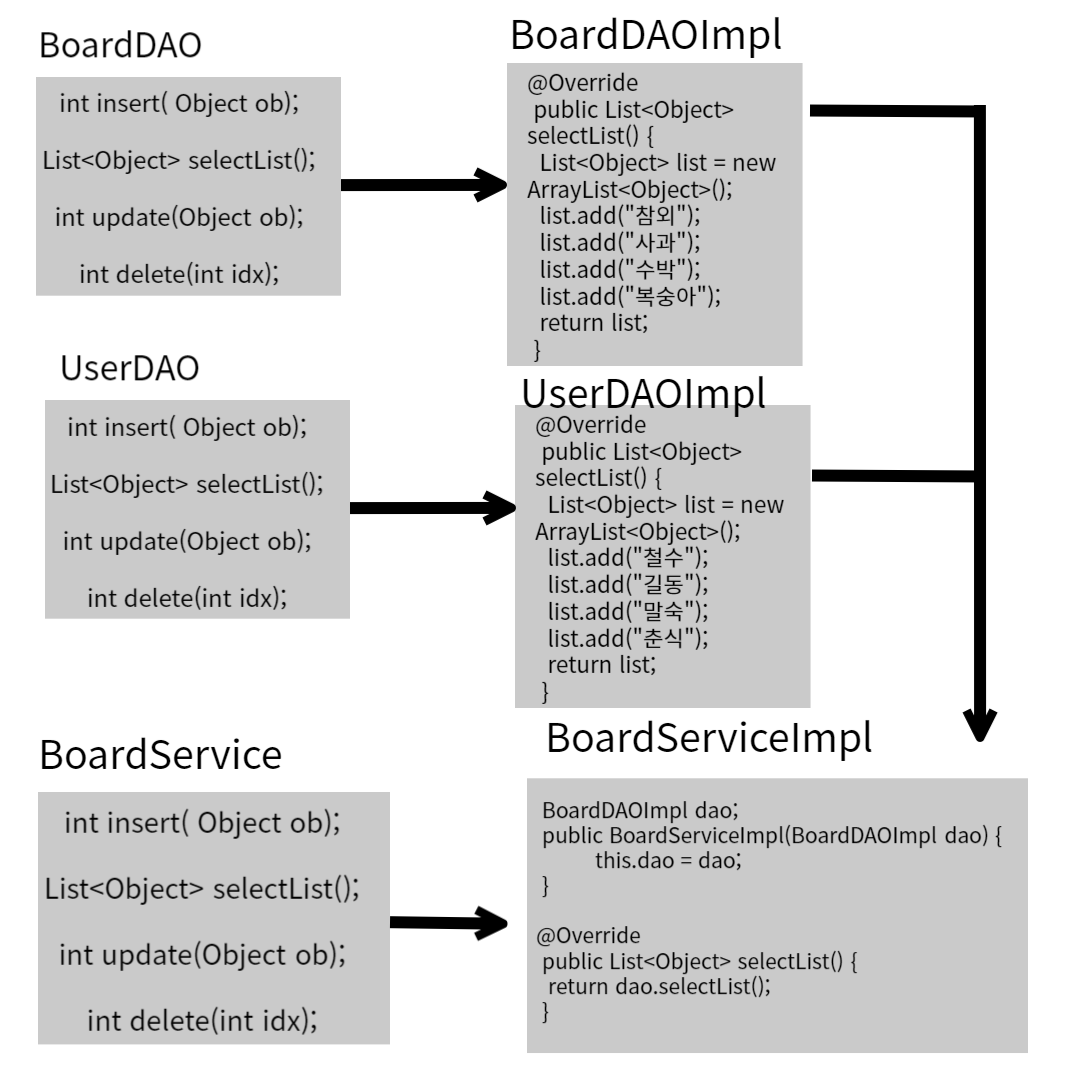 BoardDAO
int insert( Object ob);
List<Object> selectList();
int update(Object ob);
int delete(int idx);
BoardDAOImpl
@Override
public List<Object>
selectList() {
List<Object> list = new
ArrayList<Object>();
list.add("참외");
list.add("사과");
list.add("수박");
list.add("복숭아");
return list;
}
UserDAO
int insert( Object ob);
List<Object> selectList();
int update(Object ob);
int delete(int idx);
UserDAOImpl
@Override
public List<Object>
selectList() {
List<Object> list = new
ArrayList<Object>();
list.add("철수");
list.add("길동");
list.add("말숙");
list.add("춘식");
return list;
}
BoardService
int insert( Object ob);
List<Object> selectList();
int update(Object ob);
int delete(int idx);
BoardServiceImpl
BoardDAOImpl dao;
public BoardServiceImpl(BoardDAOImpl dao) {
this.dao = dao;
}
@Override
public List<Object> selectList() {
return dao.selectList();
}